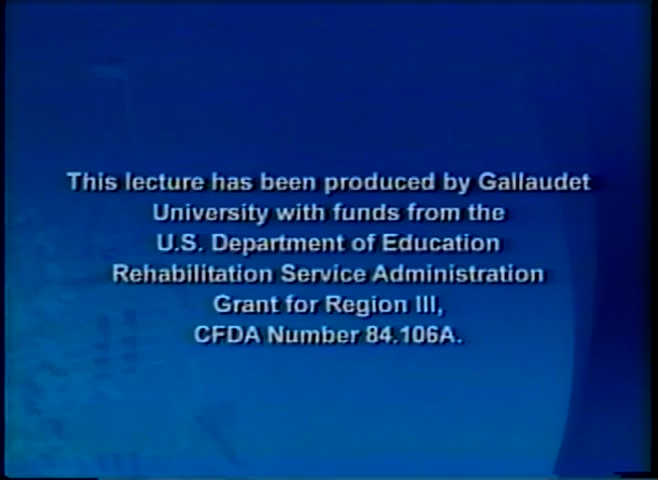 This lecture has been produced by Gallaudet
University with funds from the
U.S. Department of Education
Rehabilitation Service Administration
Grant for Region III,
CFDA Number 84.106A.